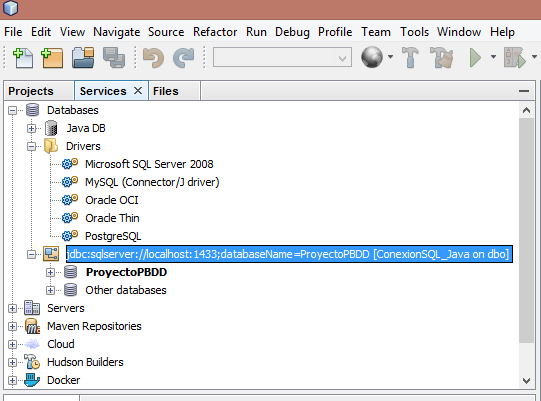 File Edit View Navigate Source Refactor Run Debug Profile Team Tools Window Help
Projects Services Files
Databases
Java DB
Drivers
Microsoft SQL Server 2008
MySQL (Connector/J driver)
Oracle OCI
Oracle Thin
PostgreSQL
jdbc:sqlserver://localhost:1433;databaseName=ProyectoPBDD [ConexionSQL_Java on dbo]
ProyectoPBDD
Other databases
Servers
Maven Repositories
Cloud
Hudson Builders
Docker